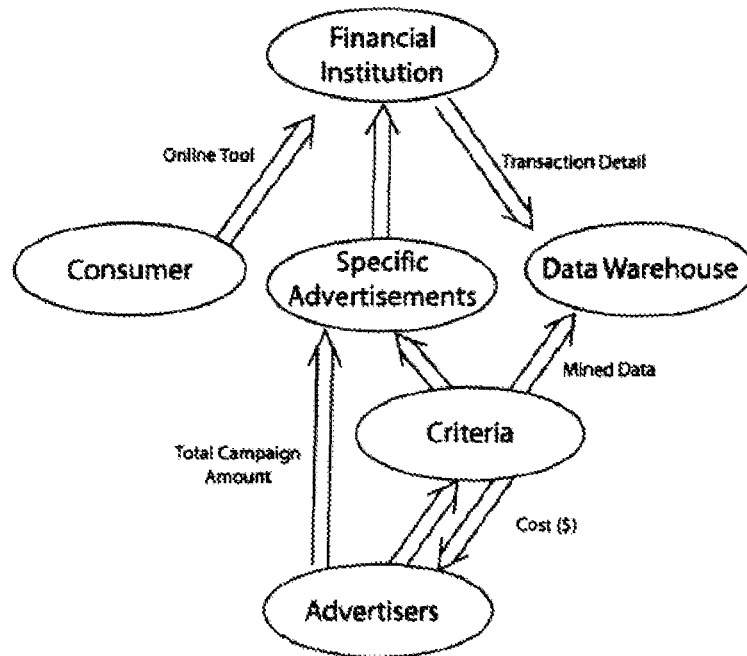 Financial
Institution
Online Tool
Transaction Detail
Consumer
Specific
Advertisements
Data Warehouse
Mined Data
Criteria
Total Campaign
Amount
Cost ($)
Advertisers